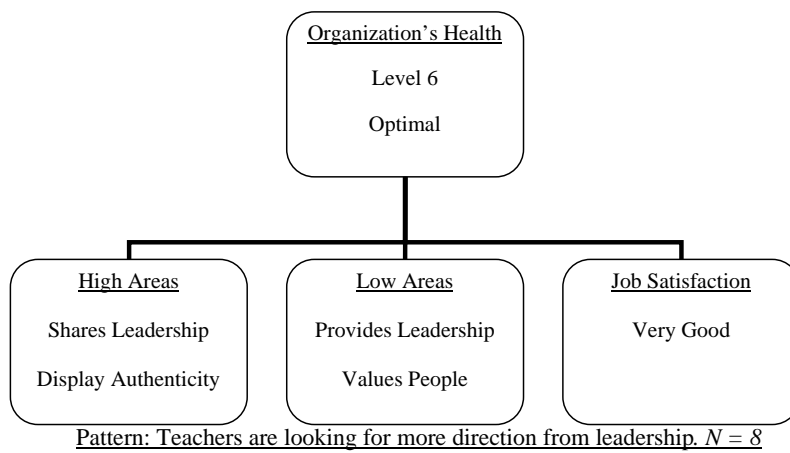 Organization’s Health
Level 6
Optimal
High Areas
Shares Leadership
Display Authenticity
Low Areas
Provides Leadership
Values People
Job Satisfaction
Very Good
Pattern: Teachers are looking for more direction from leadership. N = 8